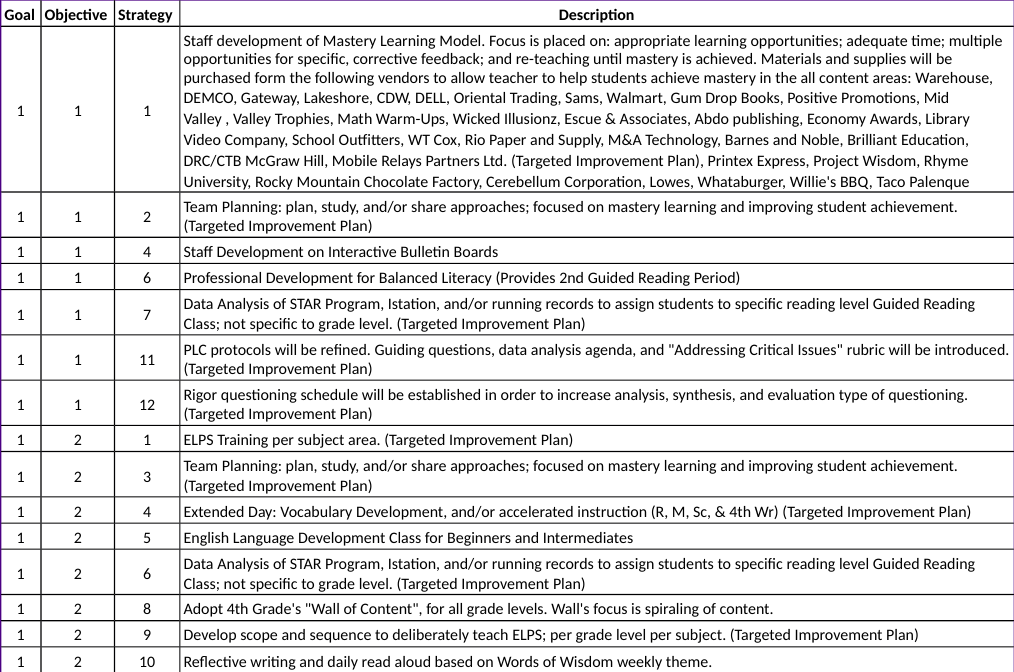 Goal Objective Strategy Description
Staff development of Mastery Learning Model. Focus is placed on: appropriate learning opportunities; adequate time; multiple
opportunities for specific, corrective feedback; and re-teaching until mastery is achieved. Materials and supplies will be
purchased form the following vendors to allow teacher to help students achieve mastery in the all content areas: Warehouse,
DEMCO, Gateway, Lakeshore, CDW, DELL, Oriental Trading, Sams, Walmart, Gum Drop Books, Positive Promotions, Mid
1 1 1 Valley , Valley Trophies, Math Warm-Ups, Wicked Illusionz, Escue & Associates, Abdo publishing, Economy Awards, Library
Video Company, School Outfitters, WT Cox, Rio Paper and Supply, M&A Technology, Barnes and Noble, Brilliant Education,
DRC/CTB McGraw Hill, Mobile Relays Partners Ltd. (Targeted Improvement Plan), Printex Express, Project Wisdom, Rhyme
University, Rocky Mountain Chocolate Factory, Cerebellum Corporation, Lowes, Whataburger, Willie's BBQ, Taco Palenque
1 1 2 Team Planning: plan, study, and/or share approaches; focused on mastery learning and improving student achievement.
(Targeted Improvement Plan)
1 1 4 Staff Development on Interactive Bulletin Boards
1 1 6 Professional Development for Balanced Literacy (Provides 2nd Guided Reading Period)
1 1 7 Data Analysis of STAR Program, Istation, and/or running records to assign students to specific reading level Guided Reading
Class; not specific to grade level. (Targeted Improvement Plan)
1 1 11 PLC protocols will be refined. Guiding questions, data analysis agenda, and "Addressing Critical Issues" rubric will be introduced.
(Targeted Improvement Plan)
1 1 12 Rigor questioning schedule will be established in order to increase analysis, synthesis, and evaluation type of questioning.
(Targeted Improvement Plan)
1 2 1 ELPS Training per subject area. (Targeted Improvement Plan)
1 2 3 Team Planning: plan, study, and/or share approaches; focused on mastery learning and improving student achievement.
(Targeted Improvement Plan)
1 2 4 Extended Day: Vocabulary Development, and/or accelerated instruction (R, M, Sc, & 4th Wr) (Targeted Improvement Plan)
1 2 5 English Language Development Class for Beginners and Intermediates
1 2 6 Data Analysis of STAR Program, Istation, and/or running records to assign students to specific reading level Guided Reading
Class; not specific to grade level. (Targeted Improvement Plan)
1 2 8 Adopt 4th Grade's "Wall of Content", for all grade levels. Wall's focus is spiraling of content.
1 2 9 Develop scope and sequence to deliberately teach ELPS; per grade level per subject. (Targeted Improvement Plan)
1 2 10 Reflective writing and daily read aloud based on Words of Wisdom weekly theme.